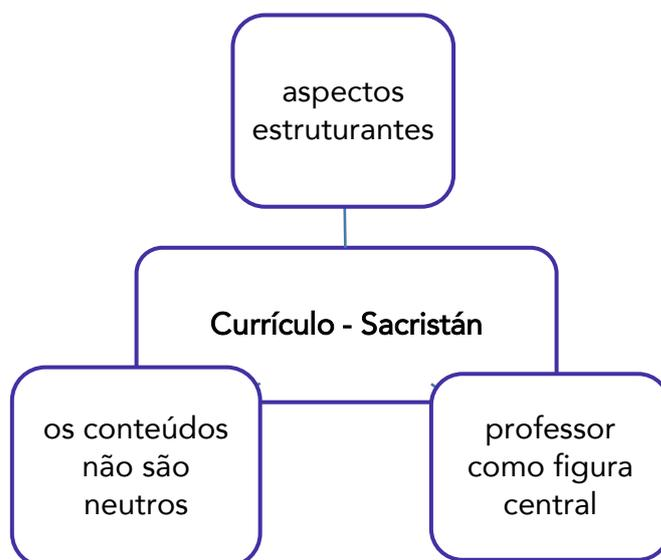 aspectos
estruturantes
Currículo - Sacristán
os conteúdos
não são
neutros
professor
como figura
central